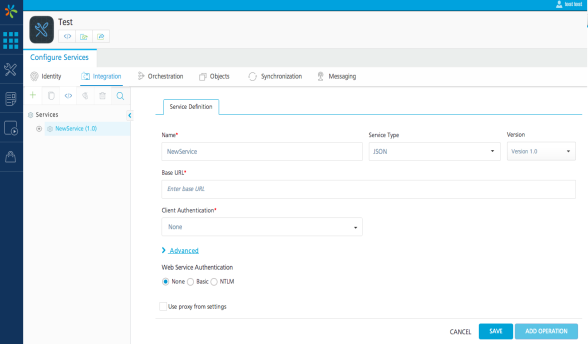 test test
Test
Configure Services
Identity
Integration
Orchestration
Objects
Synchronization
Messaging
Services
NewService (1.0)
Service Definition
Name*
Service Type
Version
NewService
JSON
Version 1.0
Base URL*
Enter base URL
Client Authentication*
None
Advanced
Web Service Authentication
None Basic NTLM
Use proxy from settings
CANCEL
SAVE
ADD OPERATION